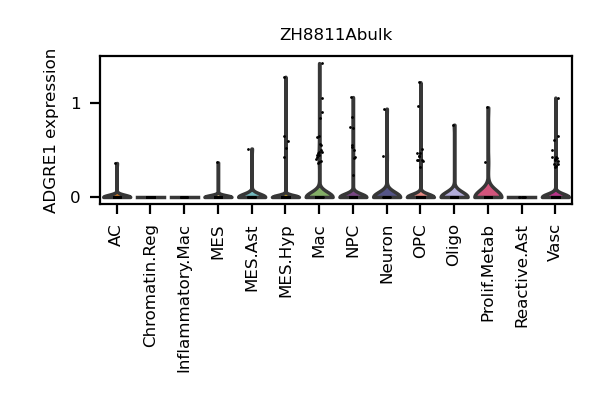 ZH8811Abulk
ADGRE1 expression
1
0
AC
Chromatin.Reg
Inflammatory.Mac
MES
MES.Ast
MES.Hyp
Mac
NPC
Neuron
OPC
Oligo
Prolif.Metab
Reactive.Ast
Vasc